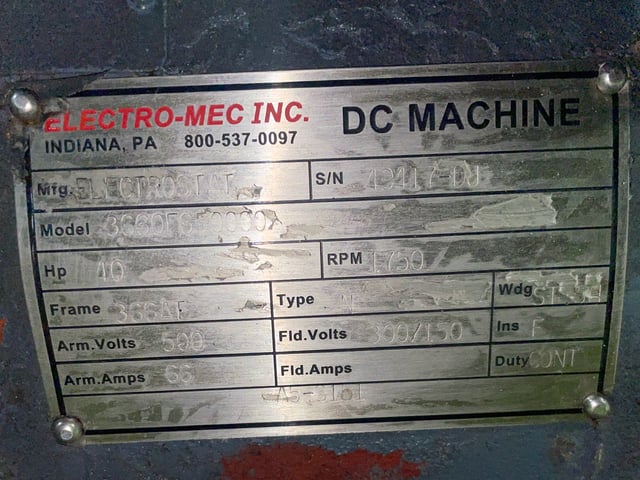 ELECTRO-MEC INC. DC MACHINE
INDIANA, PA 800-537-0097
Mfg. ELECTROSTAT S/N
Model
Hp 40 RPM 1750
Frame 366AF Type Wdg
Arm.Volts 500 Fld.Volts 300/150 Ins F
Arm.Amps 66 Fld.Amps Duty CONT